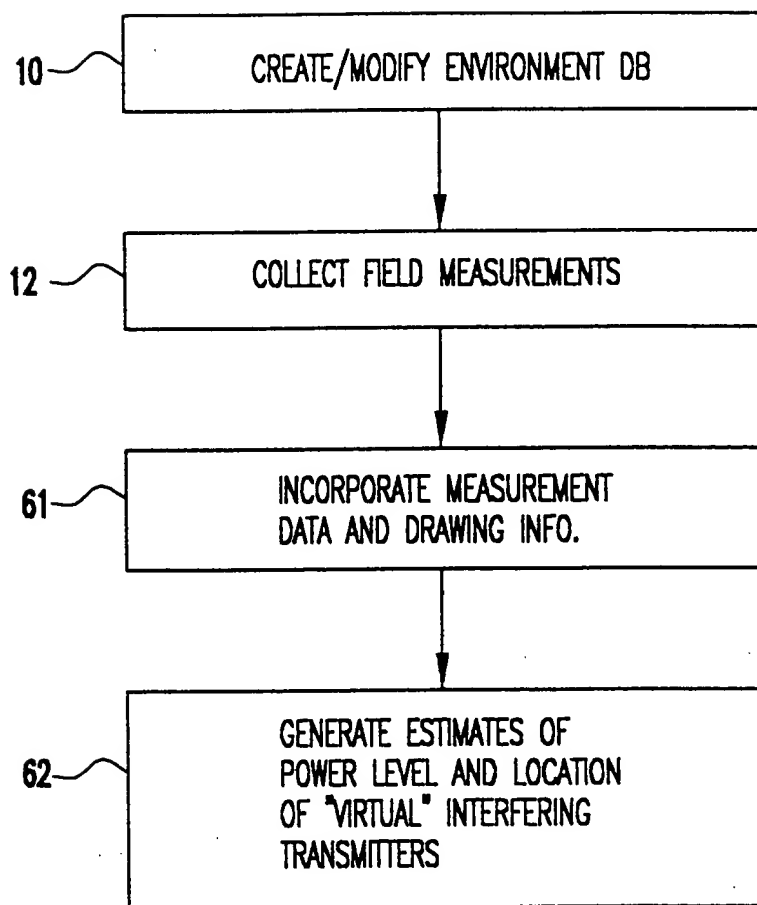 10
CREATE/MODIFY ENVIRONMENT DB
12
COLLECT FIELD MEASUREMENTS
61
INCORPORATE MEASUREMENT
DATA AND DRAWING INFO.
62
GENERATE ESTIMATES OF
POWER LEVEL AND LOCATION
OF "VIRTUAL" INTERFERING
TRANSMITTERS